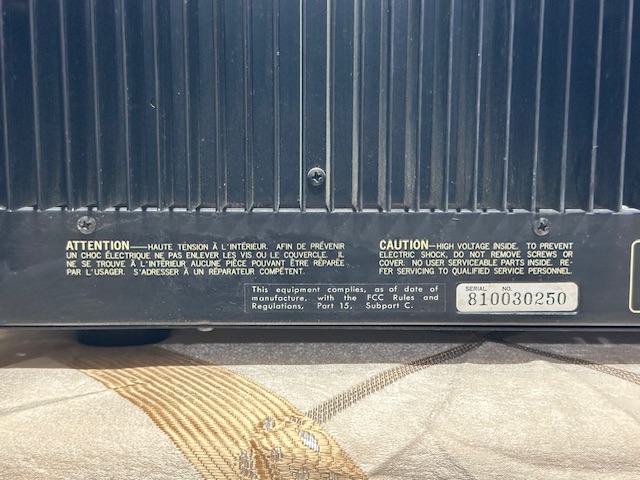 ATTENTION—HAUTE TENSION À L'INTÉRIEUR. AFIN DE PRÉVENIR
UN CHOC ÉLECTRIQUE NE PAS ENLEVER LES VIS OU LE COUVERCLE. IL
NE SE TROUVE À L'INTÉRIEUR AUCUNE PIÈCE POUVANT ÊTRE RÉPARÉE
PAR L'USAGER. S'ADRESSER À UN RÉPARATEUR COMPÉTENT.
CAUTION—HIGH VOLTAGE INSIDE. TO PREVENT
ELECTRIC SHOCK, DO NOT REMOVE SCREWS OR
COVER. NO USER SERVICEABLE PARTS INSIDE. RE-
FER SERVICING TO QUALIFIED SERVICE PERSONNEL.
This equipment complies, as of date of
manufacture, with the FCC Rules and
Regulations, Part 15, Subpart C.
SERIAL NO.
810030250